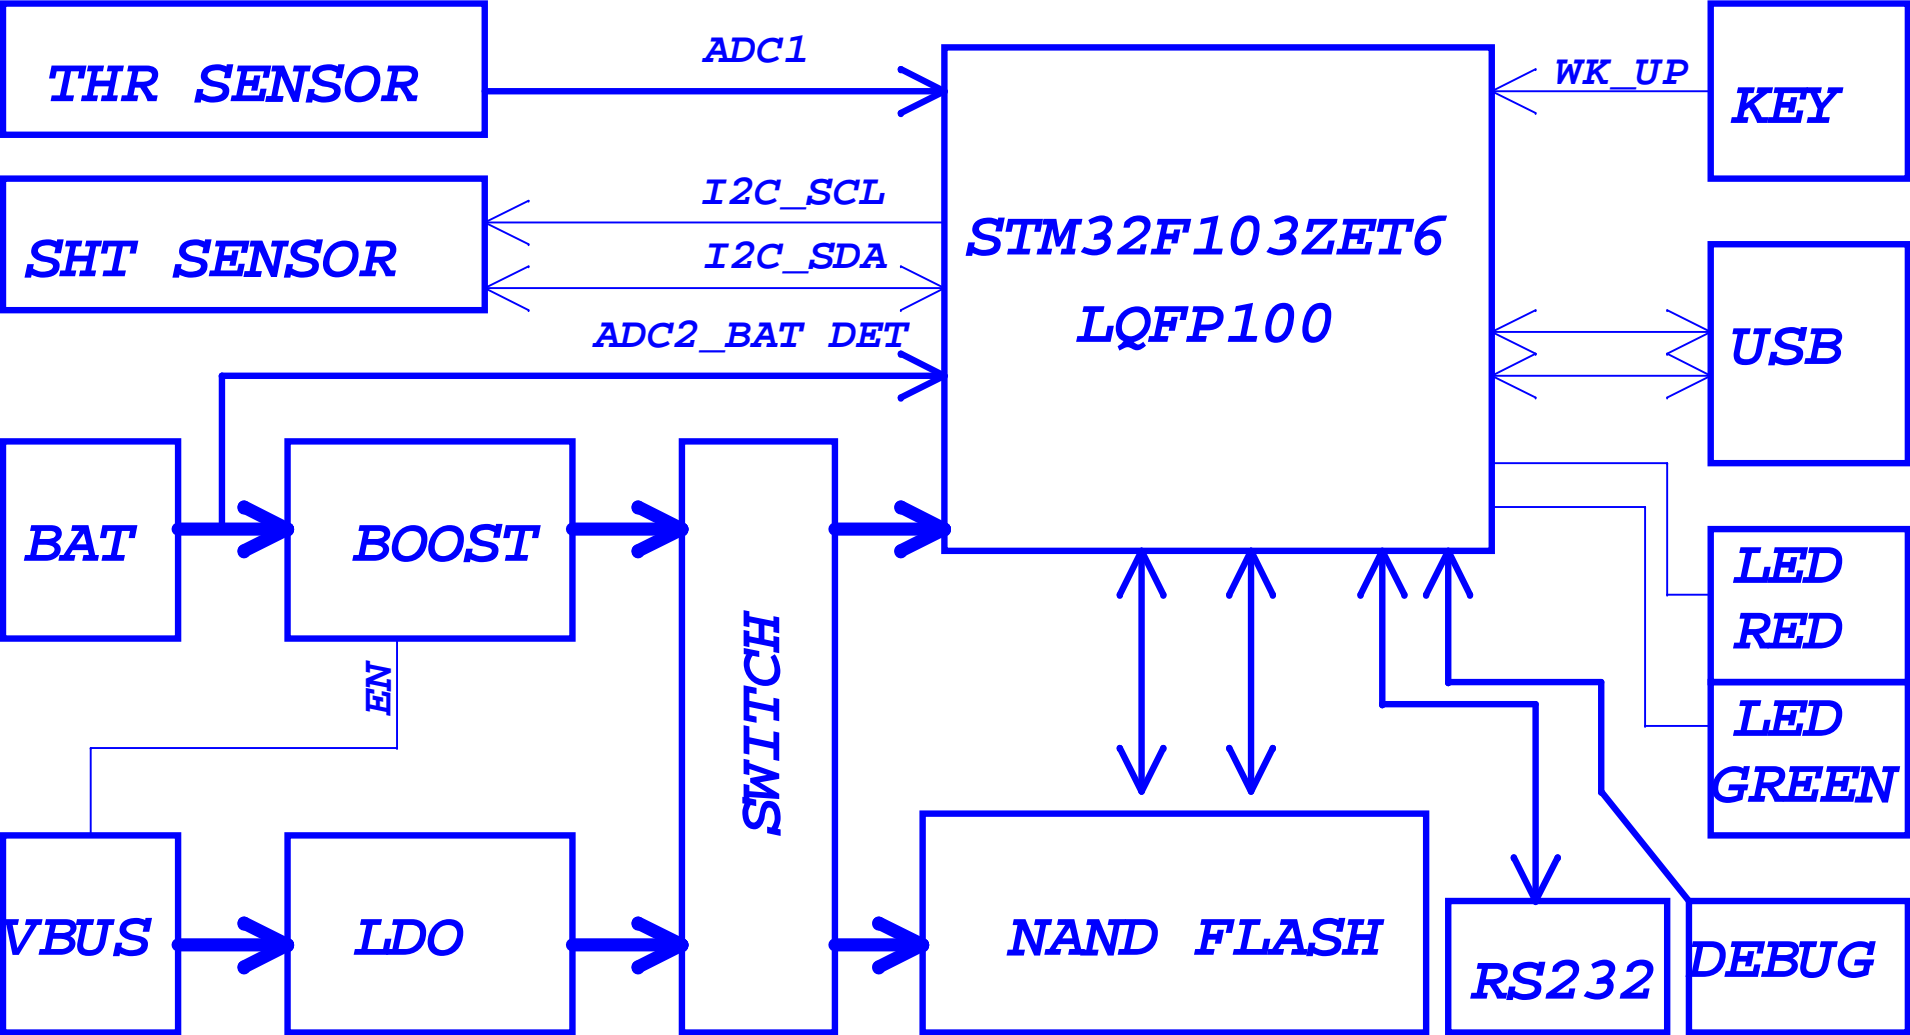 THR SENSOR
ADC1
WK_UP
KEY
I2C_SCL
SHT SENSOR
I2C_SDA
STM32F103ZET6
LQFP100
ADC2_BAT DET
USB
BAT
BOOST
LED
RED
EN
SWITCH
LED
GREEN
VBUS
LDO
NAND FLASH
RS232
DEBUG